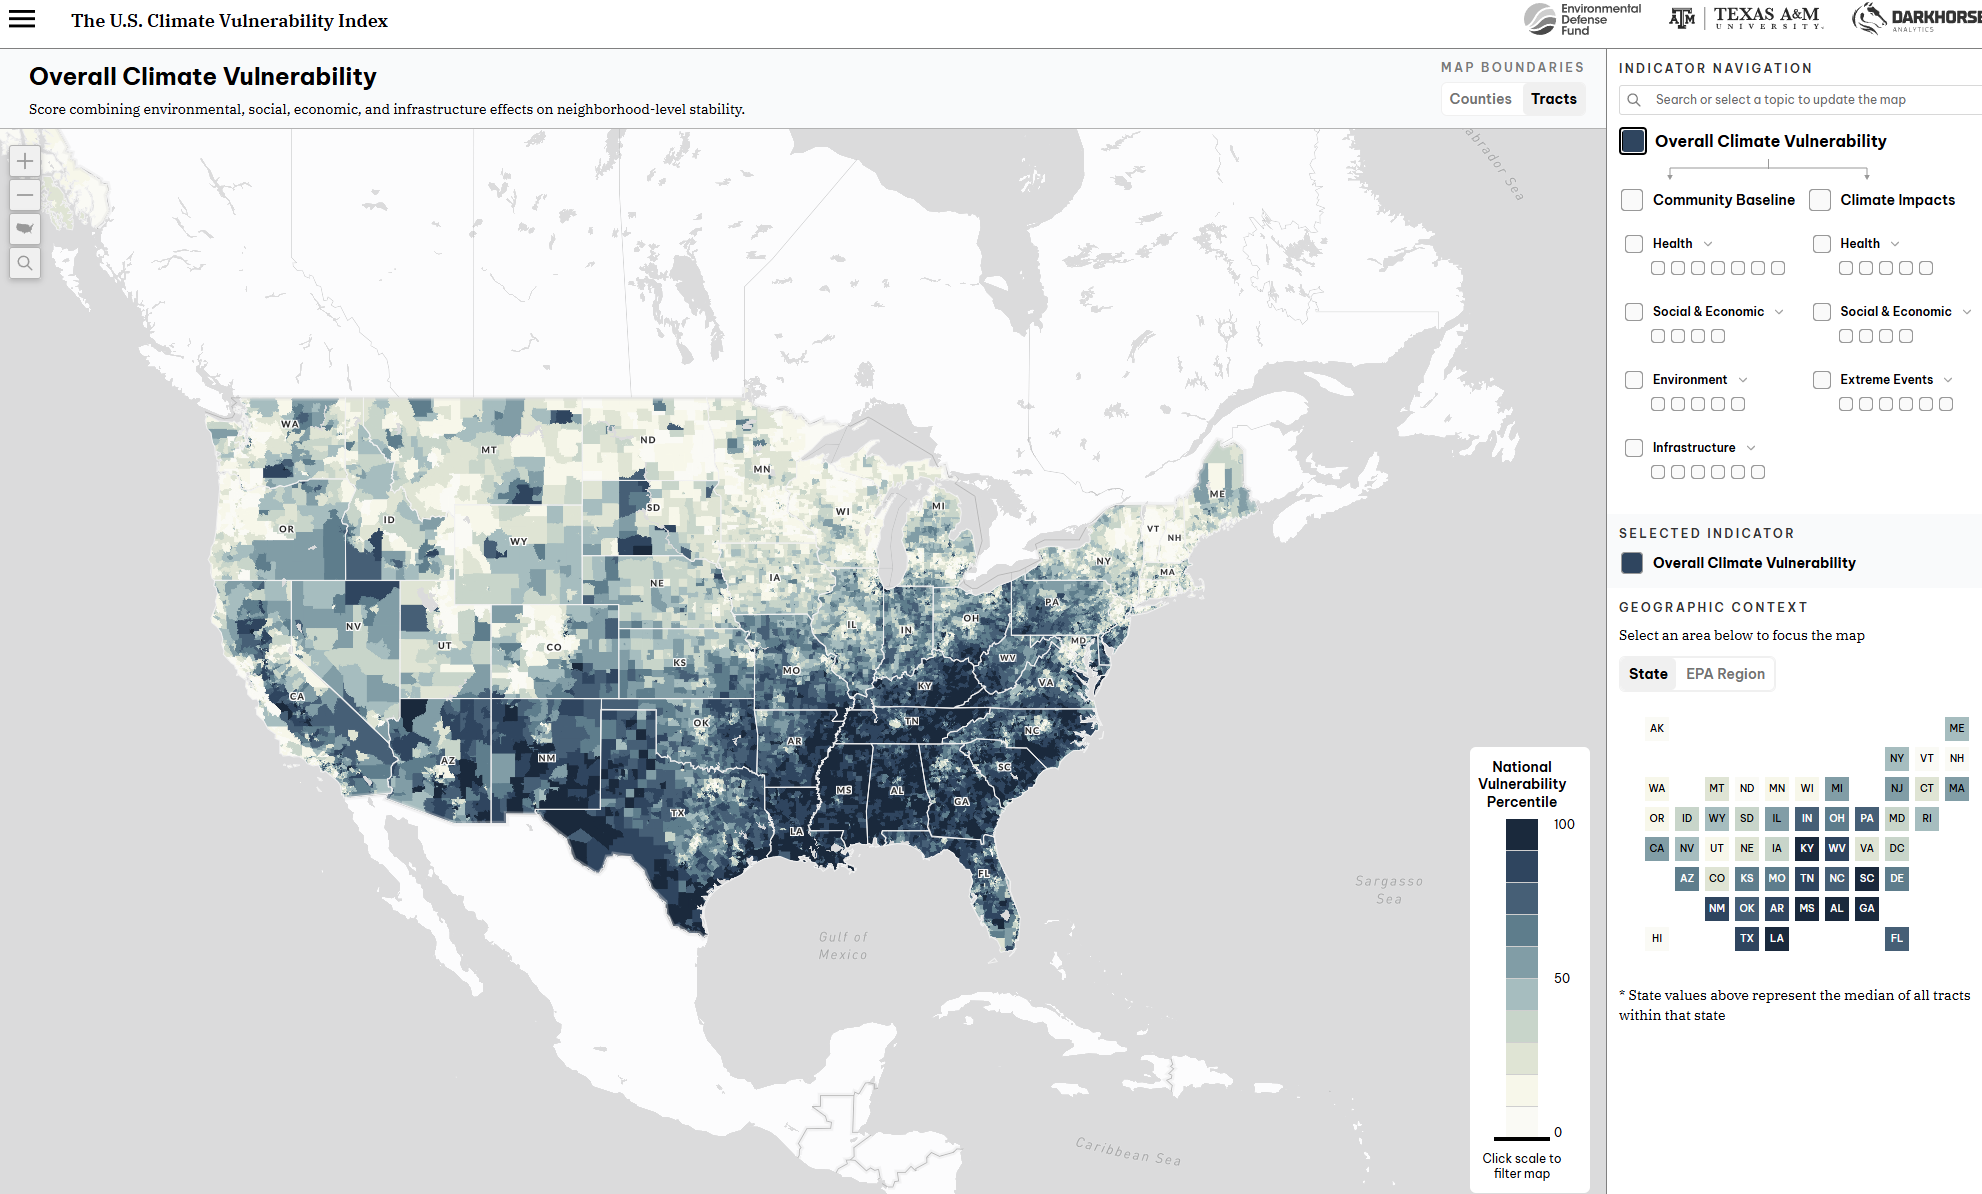 The U.S. Climate Vulnerability Index
Environmental
Defense
Fund
TEXAS A&M
UNIVERSITY
DARKHORSE
ANALYTICS
Overall Climate Vulnerability
Score combining environmental, social, economic, and infrastructure effects on neighborhood-level stability.
MAP BOUNDARIES
Counties Tracts
abrador Sea
WA
MT
ND
MN
OR
ID
WY
SD
WI
MI
ME
VT
NH
NY
MA
NE
IA
NV
UT
CO
KS
IL
IN
OH
PA
MD
CA
MO
WV
VA
KY
AZ
NM
OK
AR
TN
NC
SC
TX
LA
MS
AL
GA
FL
Gulf of
Mexico
Sargasso
Sea
Caribbean Sea
National
Vulnerability
Percentile
100
50
0
Click scale to
filter map
INDICATOR NAVIGATION
Search or select a topic to update the map
Overall Climate Vulnerability
Community Baseline Climate Impacts
Health Health
Social & Economic Social & Economic
Environment Extreme Events
Infrastructure
SELECTED INDICATOR
Overall Climate Vulnerability
GEOGRAPHIC CONTEXT
Select an area below to focus the map
State EPA Region
AK ME
NY VT NH
WA MT ND MN WI MI NJ CT MA
OR ID WY SD IL IN OH PA MD RI
CA NV UT NE IA KY WV VA DC
AZ CO KS MO TN NC SC DE
NM OK AR MS AL GA
HI TX LA FL
* State values above represent the median of all tracts
within that state